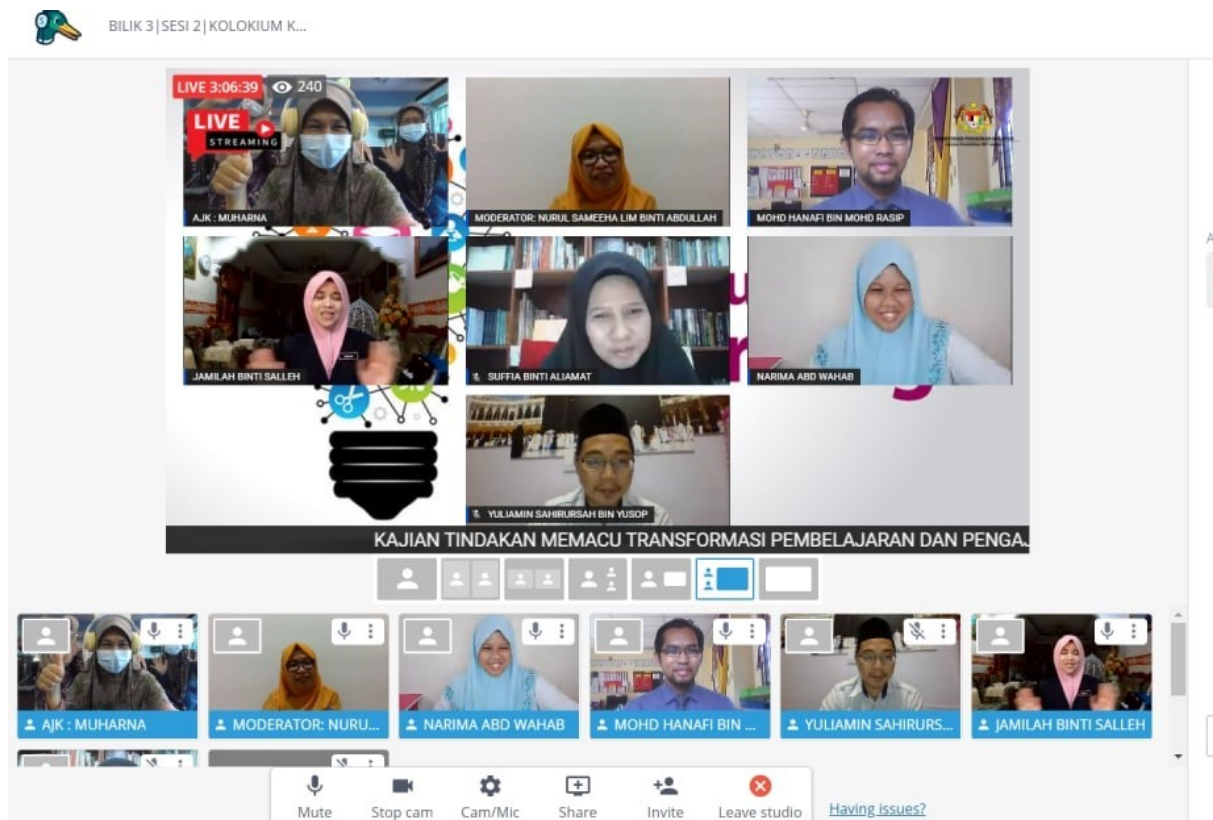 BILIK 3|SESI 2|KOLOKIUM K...
LIVE 3:06:39 240
LIVE
STREAMING
AJK : MUHARNA
MODERATOR: NURUL SAMEEHA LIM BINTI ABDULLAH
MOHD HANAFI BIN MOHD RASIP
JAMILAH BINTI SALLEH
SUFFIA BINTI ALIAMAT
NARIMA ABD WAHAB
YULIAMIN SAHIRURSAH BIN YUSOP
KAJIAN TINDAKAN MEMACU TRANSFORMASI PEMBELAJARAN DAN PENGAJ
AJK : MUHARNA
MODERATOR: NURU...
NARIMA ABD WAHAB
MOHD HANAFI BIN ...
YULIAMIN SAHIRURS...
JAMILAH BINTI SALLEH
Mute
Stop cam
Cam/Mic
Share
Invite
Leave studio
Having issues?